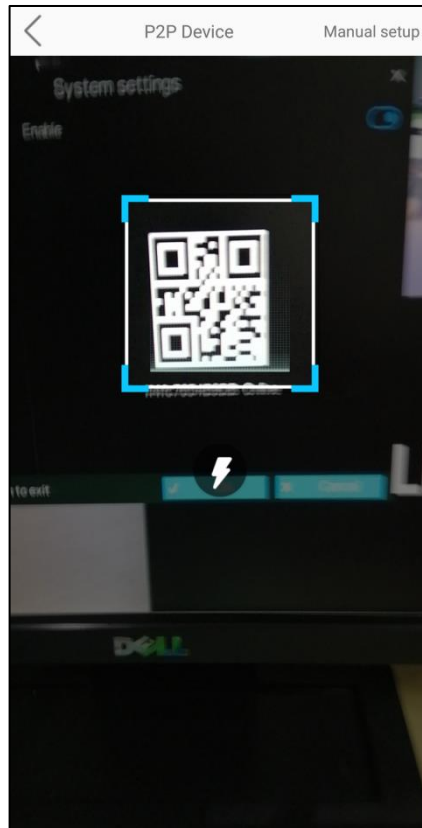 P2P Device
Manual setup
System settings
Enable
to exit
Cancel
DELL